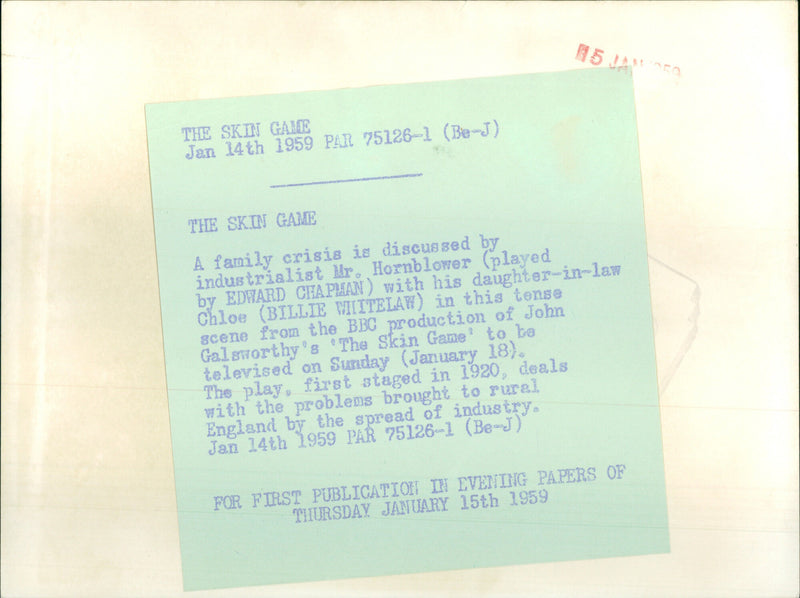 15 JAN 1959
THE SKIN GAME
Jan 14th 1959 PAR 75126-1 (Be-J)
THE SKIN GAME
A family crisis is discussed by
industrialist Mr. Hornblower (played
by EDWARD CHAPMAN) with his daughter-in-law
Chloe (BILLIE WHITELAW) in this tense
scene from the BBC production of John
Galsworthy's 'The Skin Game' to be
televised on Sunday (January 18).
The play, first staged in 1920, deals
with the problems brought to rural
England by the spread of industry.
Jan 14th 1959 PAR 75126-1 (Be-J)
FOR FIRST PUBLICATION IN EVENING PAPERS OF
THURSDAY JANUARY 15th 1959